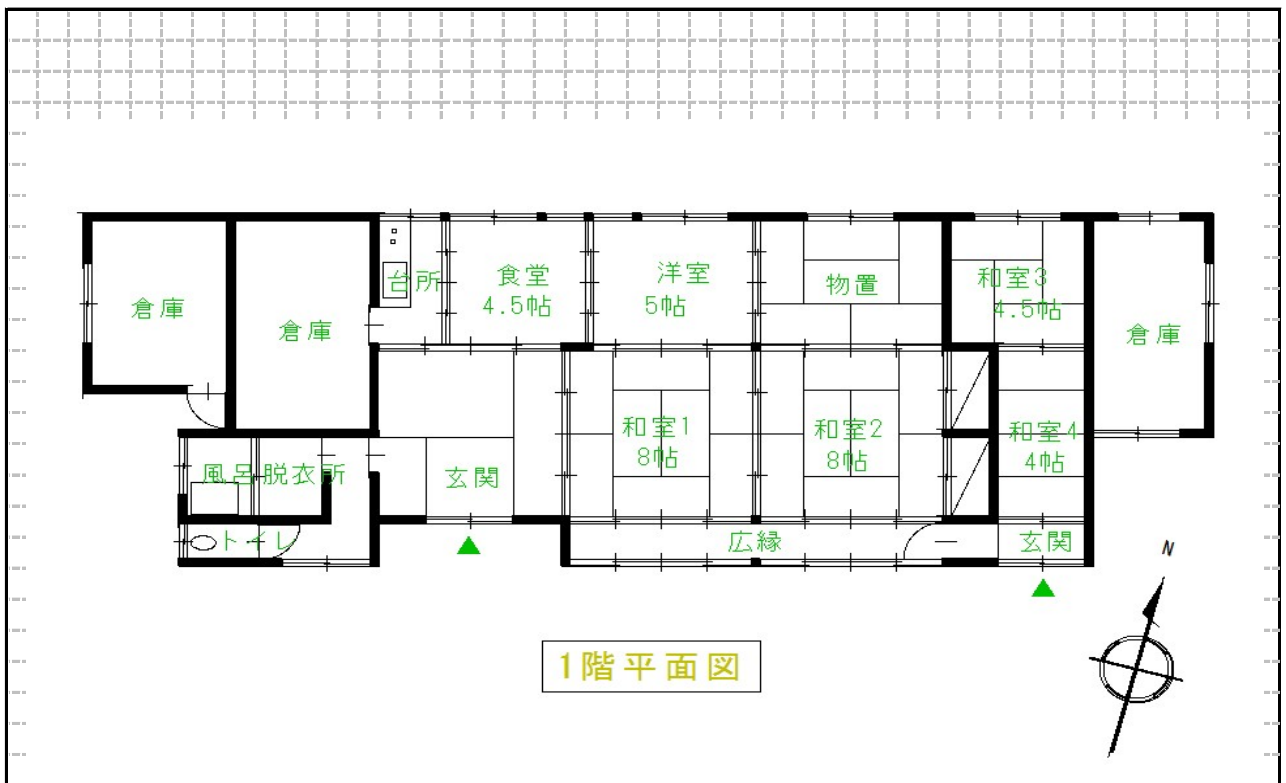 台所
食堂
4.5帖
洋室
5帖
物置
和室3
4.5帖
倉庫
倉庫
倉庫
和室1
8帖
和室2
8帖
和室4
4帖
風呂
脱衣所
玄関
トイレ
広縁
玄関
N
1階平面図